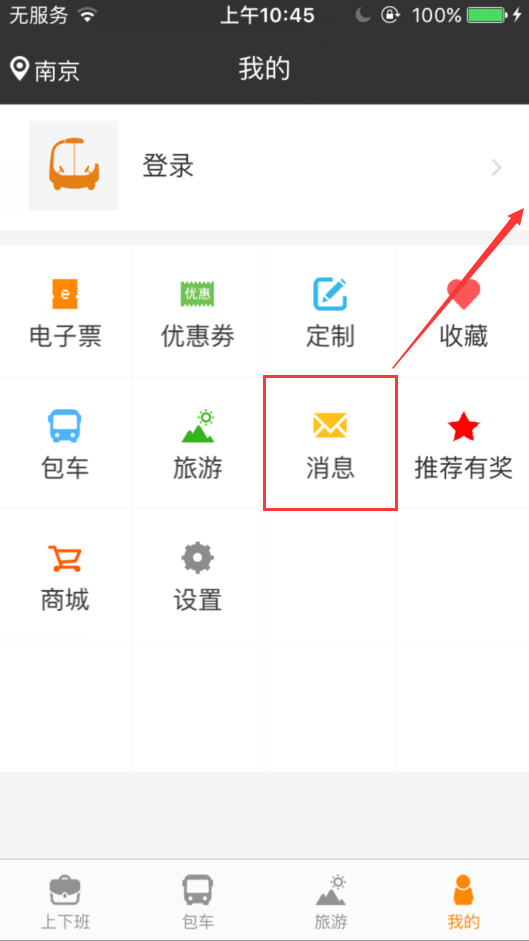 无服务 上午10:45 100%
南京 我的
登录
e 优惠
电子票 优惠券 定制 收藏
包车 旅游 消息 推荐有奖
商城 设置
上下班 包车 旅游 我的